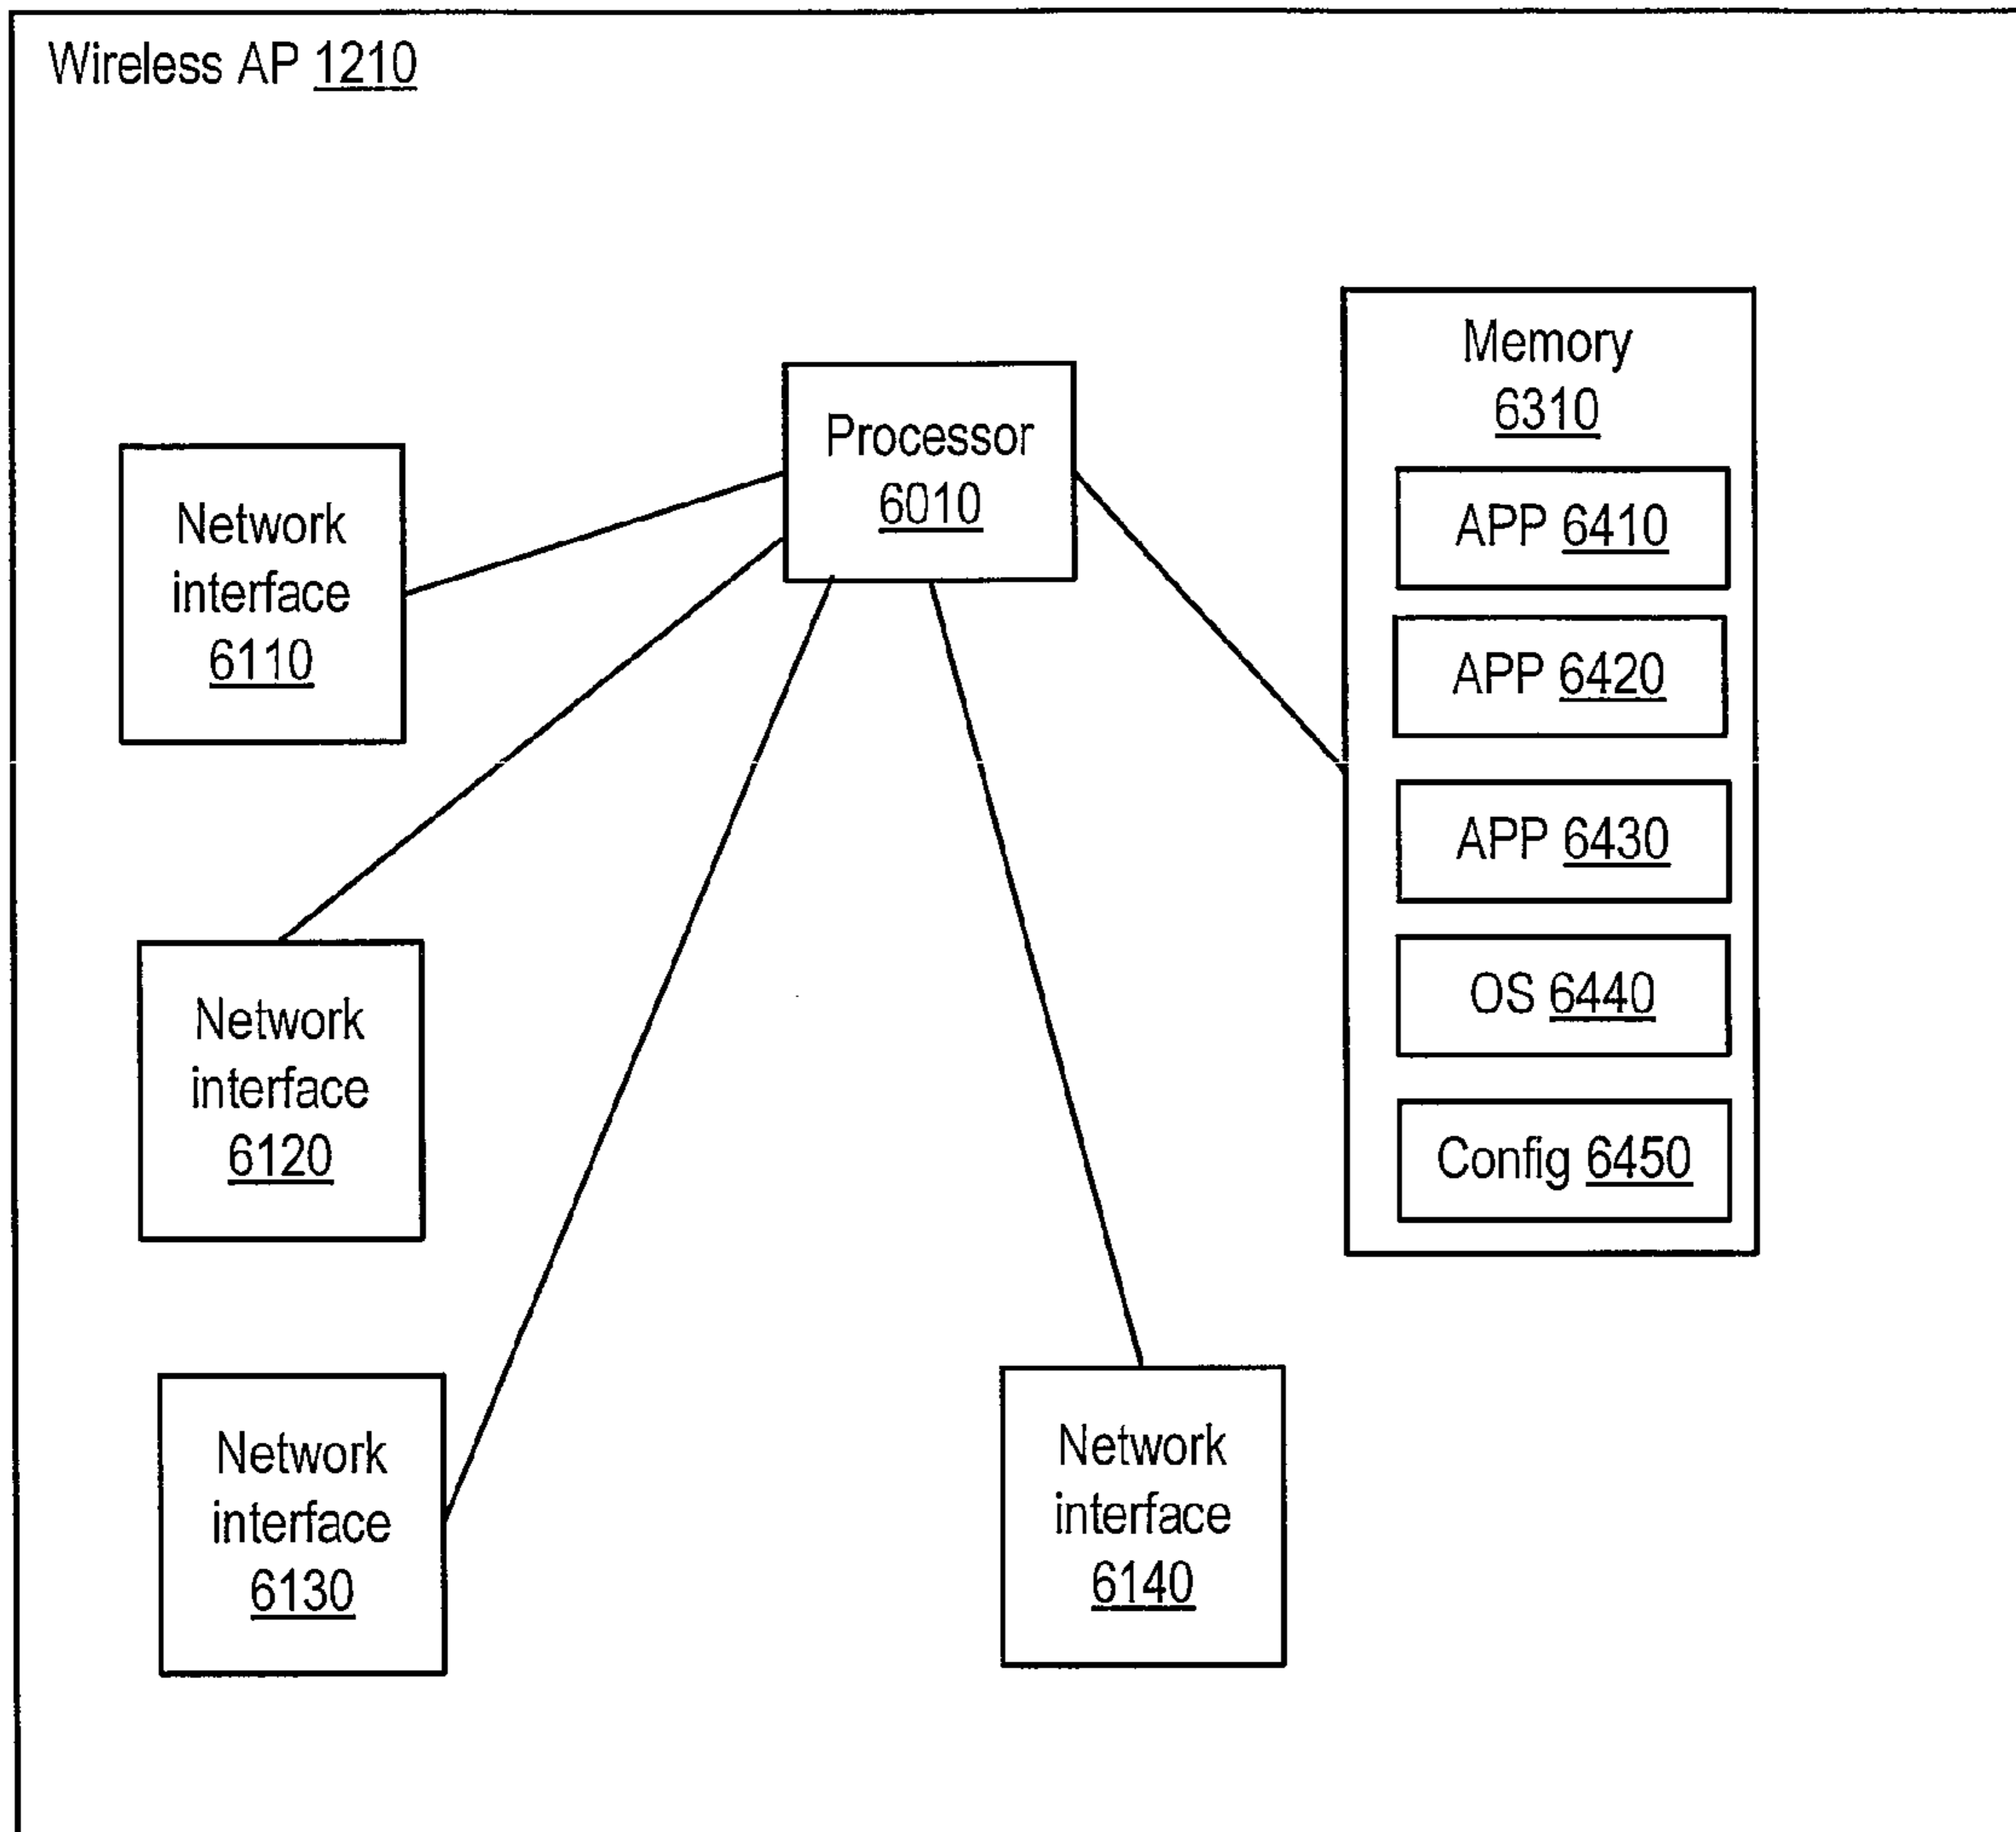 Wireless AP 1210
Processor
6010
Network
interface
6110
Memory
6310
APP 6410
APP 6420
APP 6430
OS 6440
Config 6450
Network
interface
6120
Network
interface
6130
Network
interface
6140